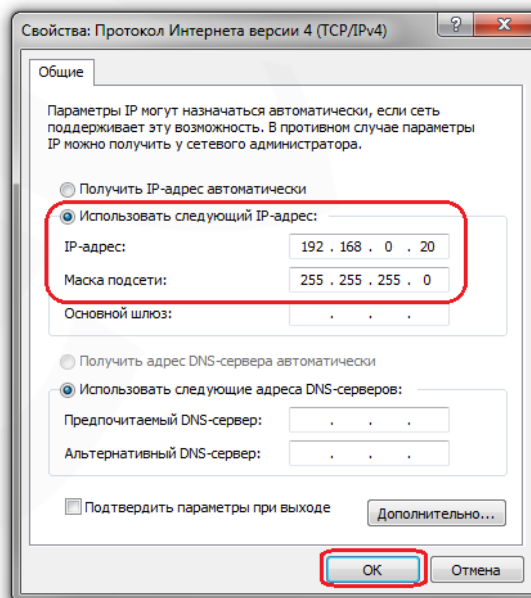 Свойства: Протокол Интернета версии 4 (TCP/IPv4)
Общие
Параметры IP могут назначаться автоматически, если сеть
поддерживает эту возможность. В противном случае параметры
IP можно получить у сетевого администратора.
Получить IP-адрес автоматически
Использовать следующий IP-адрес:
IP-адрес: 192 . 168 . 0 . 20
Маска подсети: 255 . 255 . 255 . 0
Основной шлюз: . . .
Получить адрес DNS-сервера автоматически
Использовать следующие адреса DNS-серверов:
Предпочитаемый DNS-сервер: . . .
Альтернативный DNS-сервер: . . .
Подтвердить параметры при выходе
Дополнительно...
OK Отмена